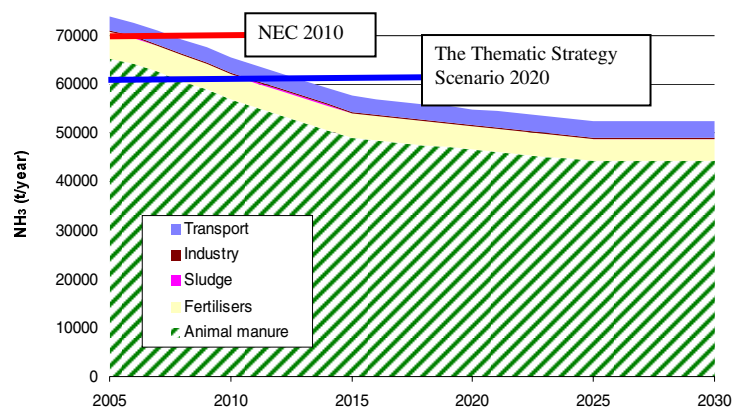 NEC 2010
The Thematic Strategy
Scenario 2020
70000
60000
50000
40000
30000
20000
10000
0
NH3 (t/year)
Transport
Industry
Sludge
Fertilisers
Animal manure
2005
2010
2015
2020
2025
2030